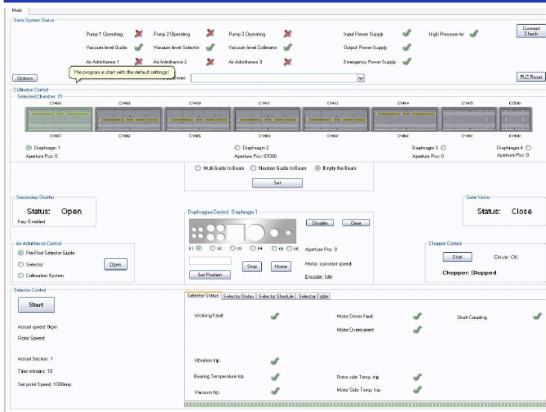 Main
Sans System Status
Pump 1 Operating
Pump 2 Operating
Pump 3 Operating
Input Power Supply
High Pressure Air
Connect Check
Vacuum level Guide
Vacuum level Selector
Vacuum level Collimator
Output Power Supply
Air Admittance 1
Air Admittance 2
Air Admittance 3
Emergency Power Supply
The program is start with the default settings!
Options
PLC Reset
Collimator Control
Selected Chamber: 01
Diaphragm 1
Diaphragm 2
Diaphragm 3
Diaphragm 4
Aperture Pos: 0
Aperture Pos: 87000
Aperture Pos: 0
Aperture Pos: 0
Multi Guide to Beam
Neutron Guide to Beam
Empty the Beam
Set
Secondary Shutter
Status: Open
Key: Enabled
Gate Valve
Status: Close
Diaphragma Control: Diaphragm 1
Disable
Clear
Aperture Pos: 0
Motor: constant speed
Encoder: Idle
Stop
Home
Set Position
Air Admittance Control
Pre-Post Selector Guide
Selector
Collimation System
Open
Chopper Control
Start
Drive: OK
Chopper: Stopped
Selector Control
Start
Actual speed: 0rpm
Rotor Speed:
Actual Section: 1
Time remains: 10
Set point Speed: 1000rpm
Selector Status
Selector Datas
Selector Shedule
Selector Table
Working Fault
Motor Driver Fault
Shaft Coupling
Motor Overcurrent
Vibration trip
Bearing Temperature trip
Rotor side Temp. trip
Vacuum trip
Motor Side Temp. trip